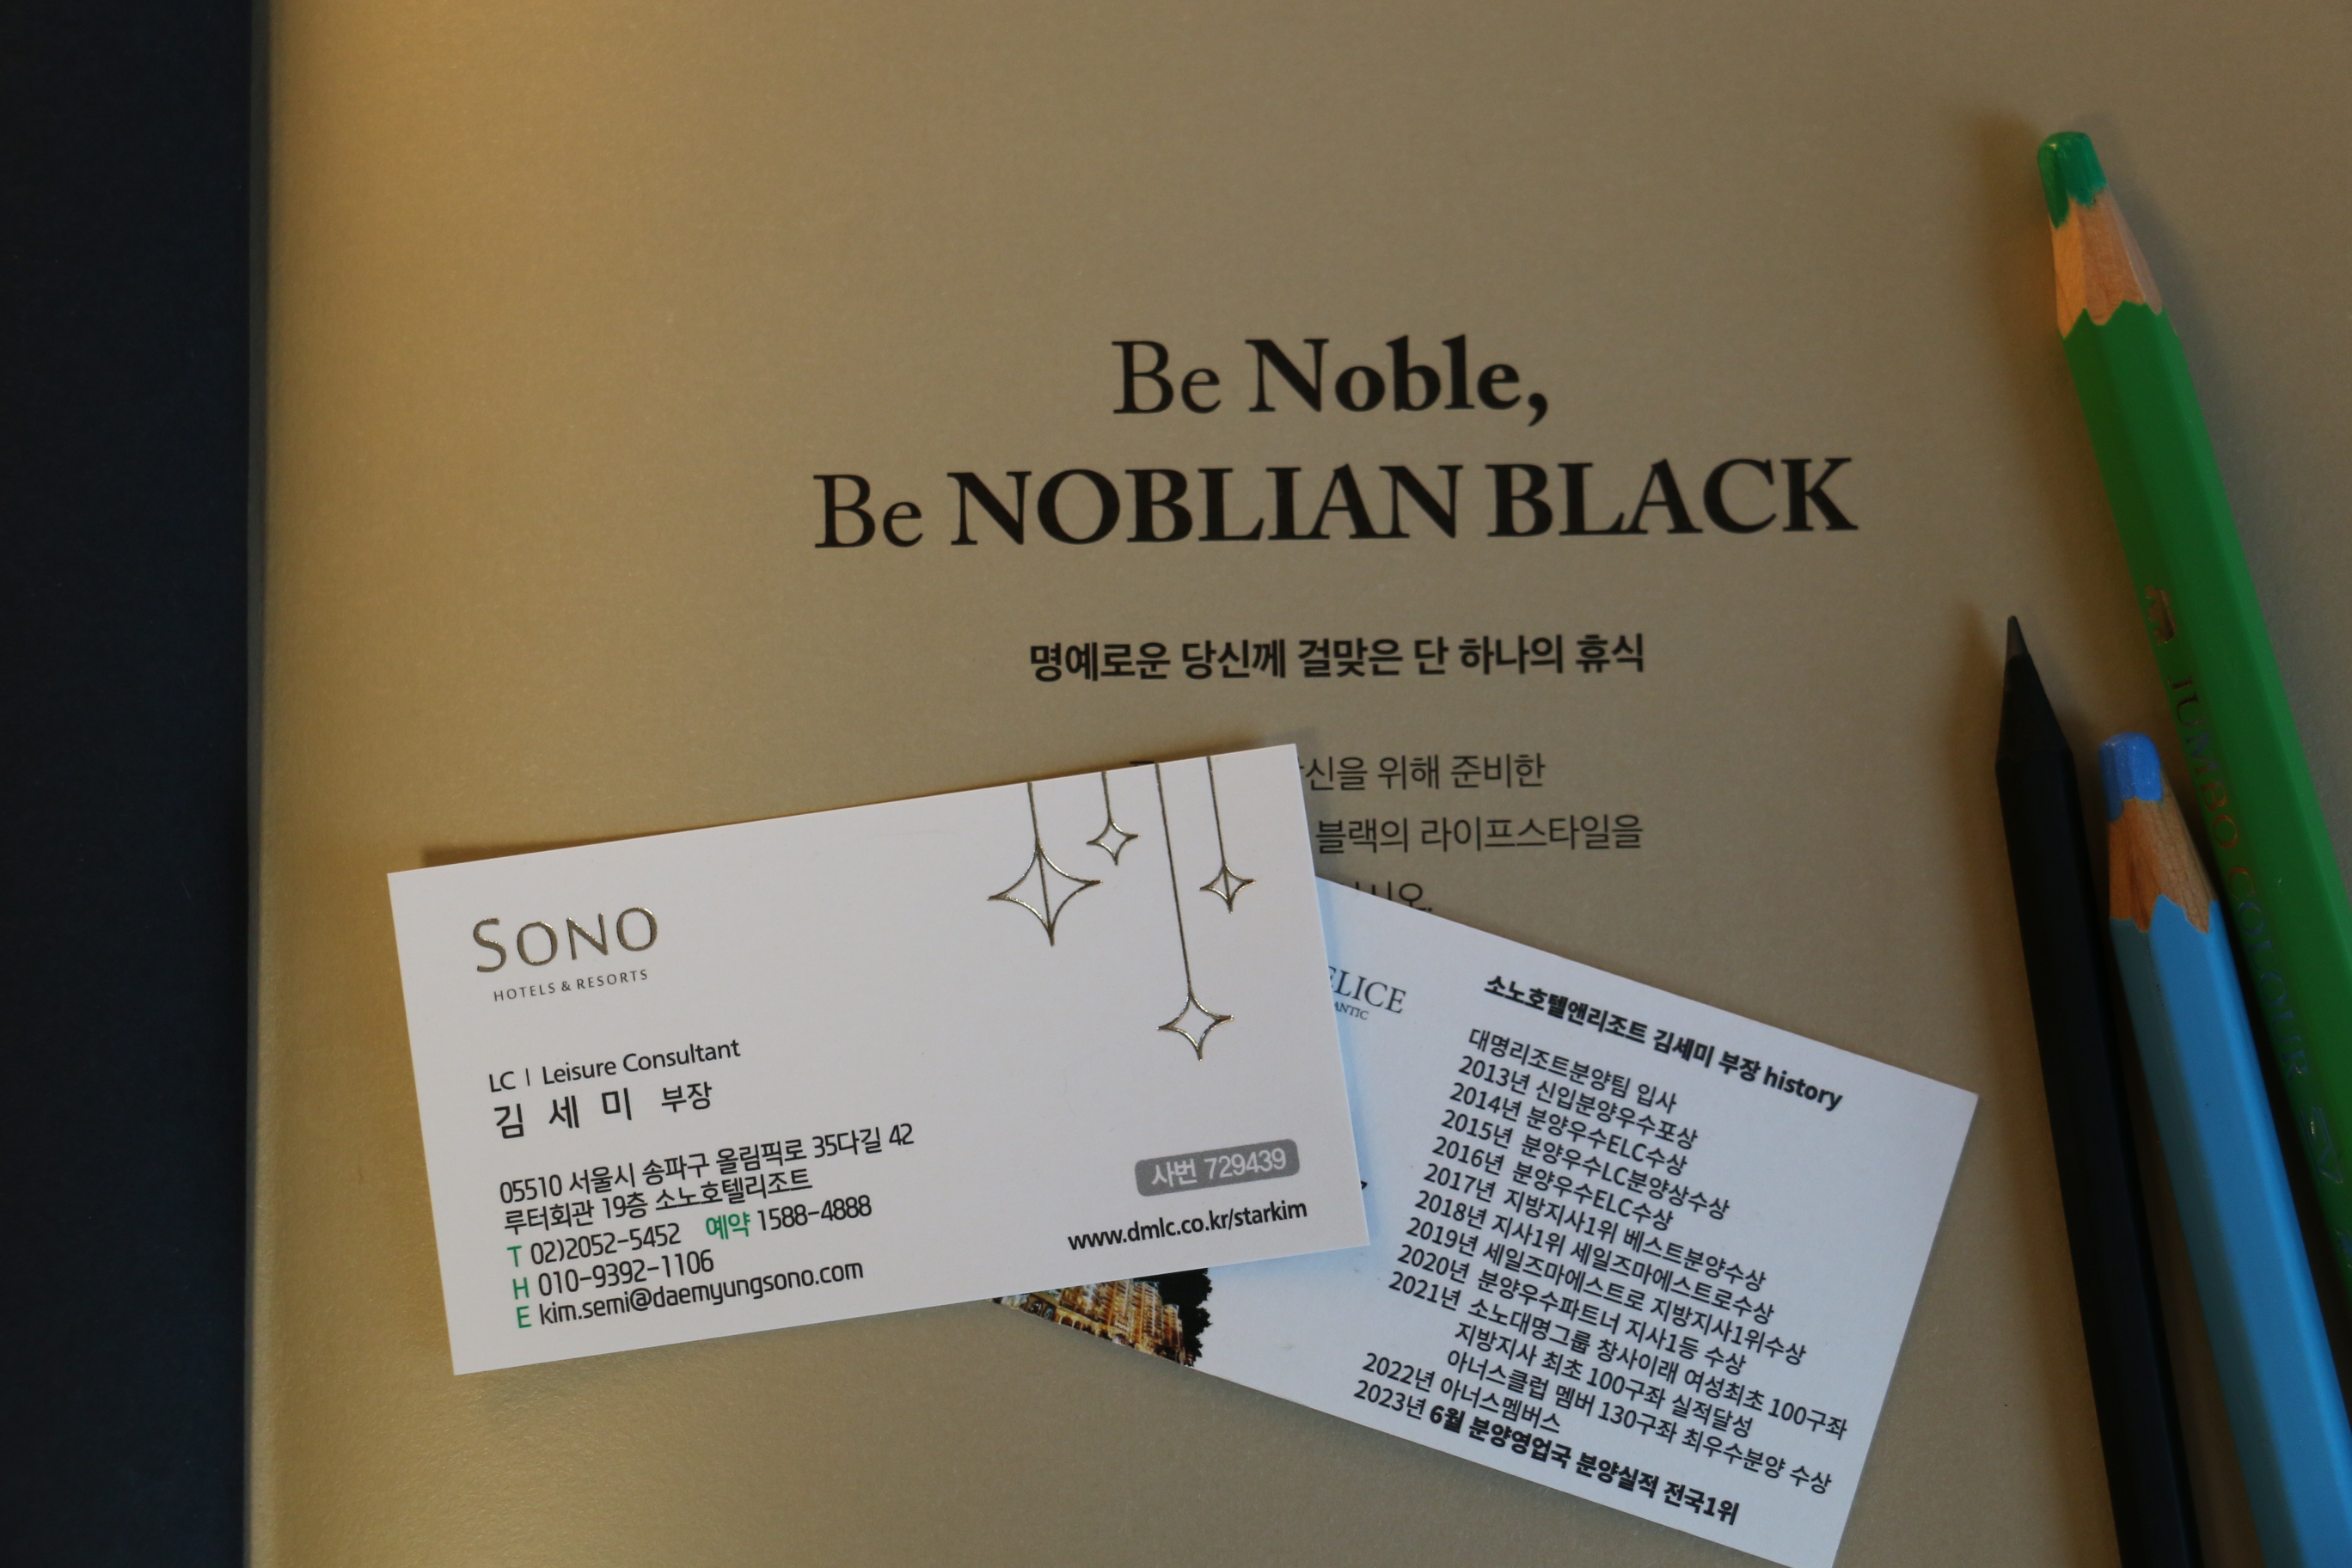 Be Noble,
Be NOBLIAN BLACK
명예로운 당신께 걸맞은 단 하나의 휴식
위해 준비한
블랙의 라이프스타일을
SONO
HOTELS & RESORTS
LC | Leisure Consultant
김 세 미 부장
05510 서울시 송파구 올림픽로 35다길 42
루터회관 19층 소노호텔리조트
T 02)2052-5452 예약 1588-4888
H 010-9392-1106
E kim.semi@daemyungsono.com
사번 729439
www.dmlc.co.kr/starkim
소노호텔앤리조트 김세미 부장 history
대명리조트분양팀 입사
2013년 신입분양우수포상
2014년 분양우수ELC수상
2015년 분양우수LC분양상수상
2016년 분양우수ELC수상
2017년 지방지사1위 베스트분양수상
2018년 지사1위 세일즈마에스트로수상
2019년 세일즈마에스트로 지방지사1위수상
2020년 분양우수파트너 지사1등 수상
2021년 소노대명그룹 창사이래 여성최초 100구좌
지방지사 최초 100구좌 실적달성
아너스클럽 멤버 130구좌 최우수분양 수상
2022년 아너스멤버스
2023년 6월 분양영업국 분양실적 전국1위
JUMBO COLOUR